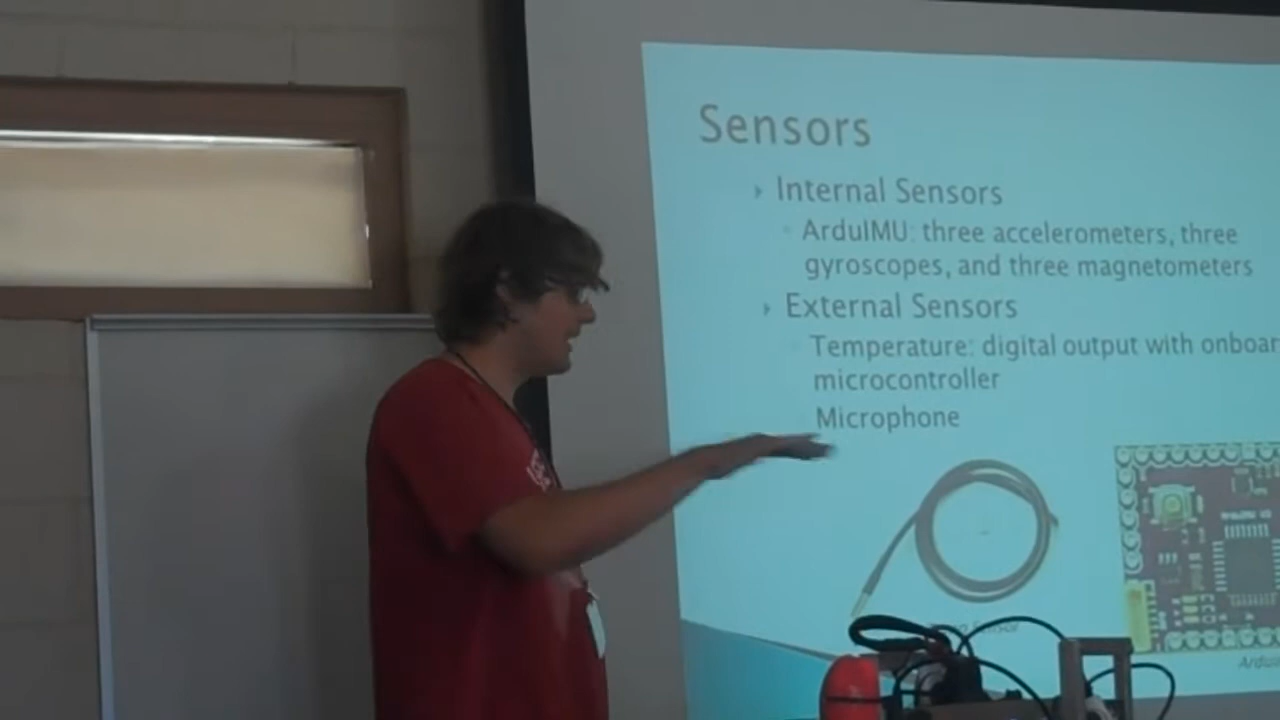 Sensors
Internal Sensors
ArduIMU: three accelerometers, three
gyroscopes, and three magnetometers
External Sensors
Temperature: digital output with onboar
microcontroller
Microphone